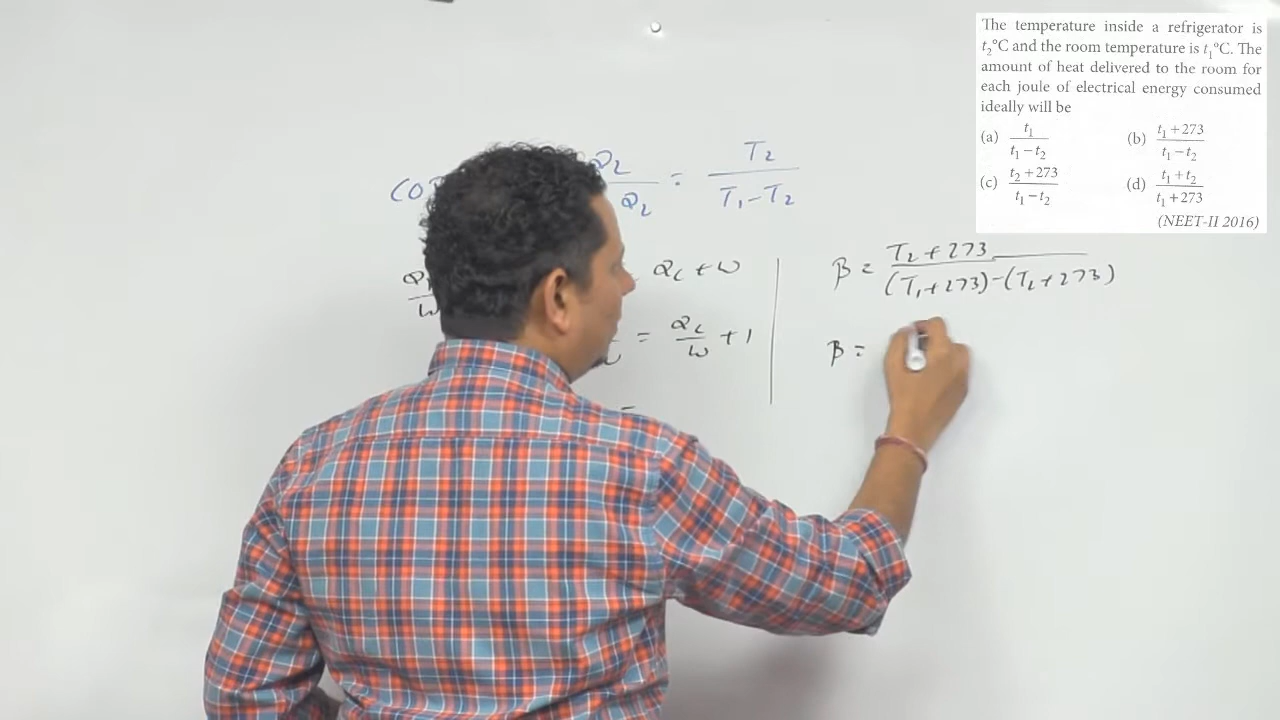 The temperature inside a refrigerator is
t₂°C and the room temperature is t₁°C. The
amount of heat delivered to the room for
each joule of electrical energy consumed
ideally will be
(a) t₁/(t₁ − t₂)
(b) (t₁ + 273)/(t₁ − t₂)
(c) (t₂ + 273)/(t₁ − t₂)
(d) (t₁ + t₂)/(t₁ + 273)
(NEET-II 2016)
= T₂/(T₁ − T₂)
Q_L + W
= Q_L/W + 1
=
β = (T₂ + 273)/((T₁ + 273) − (T₂ + 273))
β =